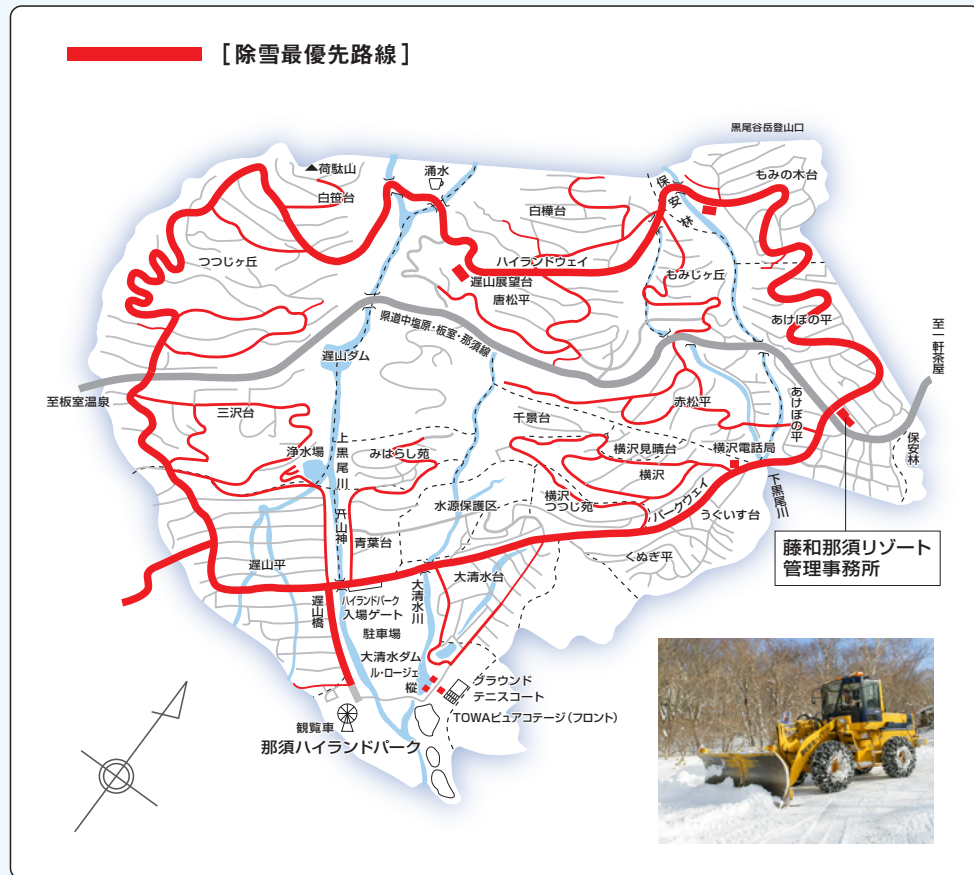 [除雪最優先路線]
黒尾谷岳登山口
荷駄山
涌水
もみの木台
白笹台
保安林
白樺台
つつじヶ丘
ハイランドウェイ
もみじヶ丘
遅山展望台
唐松平
あけぼの平
県道中塩原・板室・那須線
至一軒茶屋
遅山ダム
至板室温泉
三沢台
千景台
赤松平
あけぼの平
上黒尾川
浄水場
みはらし苑
横沢見晴台
横沢電話局
保安林
横沢
水源保護区
横沢
つつじ苑
パークウェイ
下黒尾川
うぐいす台
山神
青葉台
くぬぎ平
藤和那須リゾート
管理事務所
遅山平
大清水台
遅山橋
ハイランドパーク
入場ゲート
大清水川
駐車場
大清水ダム
ル・ロージェ
樅
グラウンド
テニスコート
TOWAピュアコテージ(フロント)
観覧車
那須ハイランドパーク